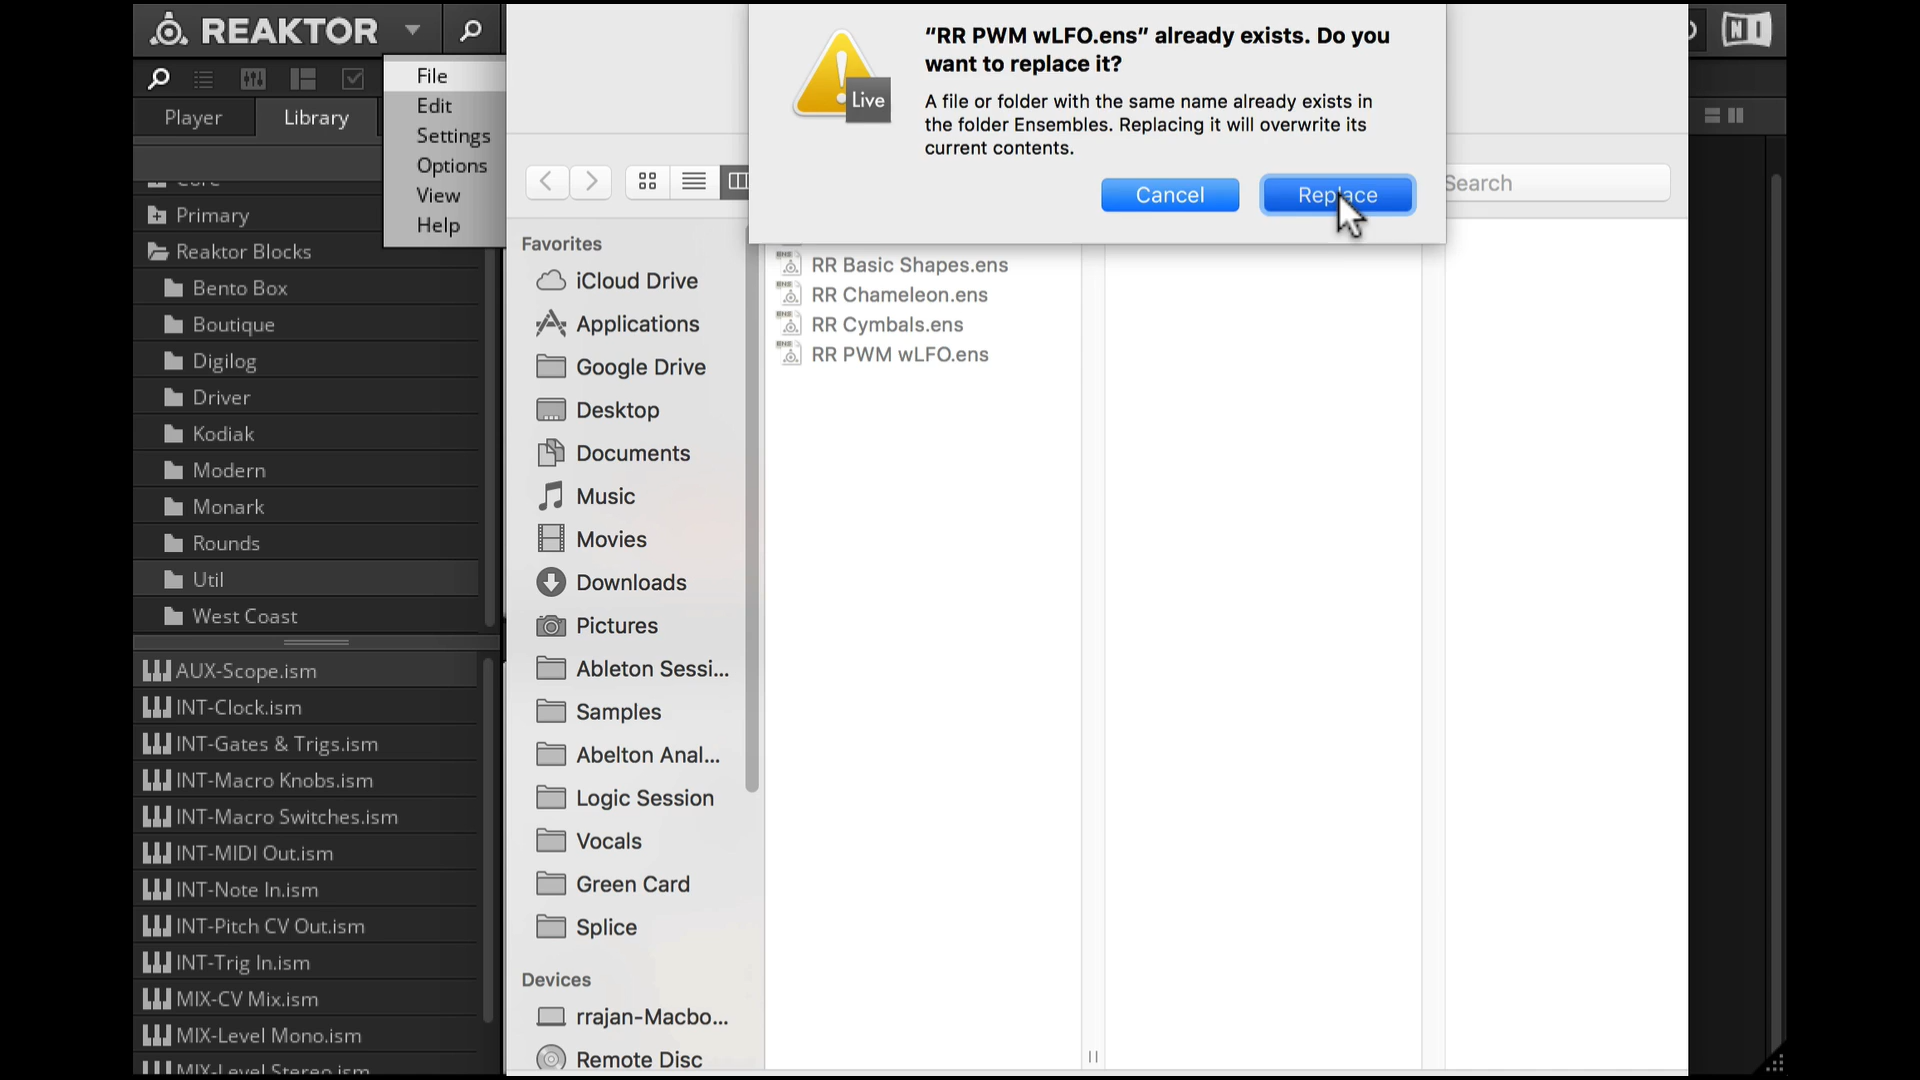 REAKTOR
NI
File
Edit
Settings
Options
View
Help
Player
Library
Core
Primary
Reaktor Blocks
Bento Box
Boutique
Digilog
Driver
Kodiak
Modern
Monark
Rounds
Util
West Coast
AUX-Scope.ism
INT-Clock.ism
INT-Gates & Trigs.ism
INT-Macro Knobs.ism
INT-Macro Switches.ism
INT-MIDI Out.ism
INT-Note In.ism
INT-Pitch CV Out.ism
INT-Trig In.ism
MIX-CV Mix.ism
MIX-Level Mono.ism
MIX-Level Stereo.ism
Live
“RR PWM wLFO.ens” already exists. Do you
want to replace it?
A file or folder with the same name already exists in
the folder Ensembles. Replacing it will overwrite its
current contents.
Cancel
Replace
Search
Favorites
iCloud Drive
Applications
Google Drive
Desktop
Documents
Music
Movies
Downloads
Pictures
Ableton Sessi...
Samples
Abelton Anal...
Logic Session
Vocals
Green Card
Splice
Devices
rrajan-Macbo...
Remote Disc
RR Basic Shapes.ens
RR Chameleon.ens
RR Cymbals.ens
RR PWM wLFO.ens